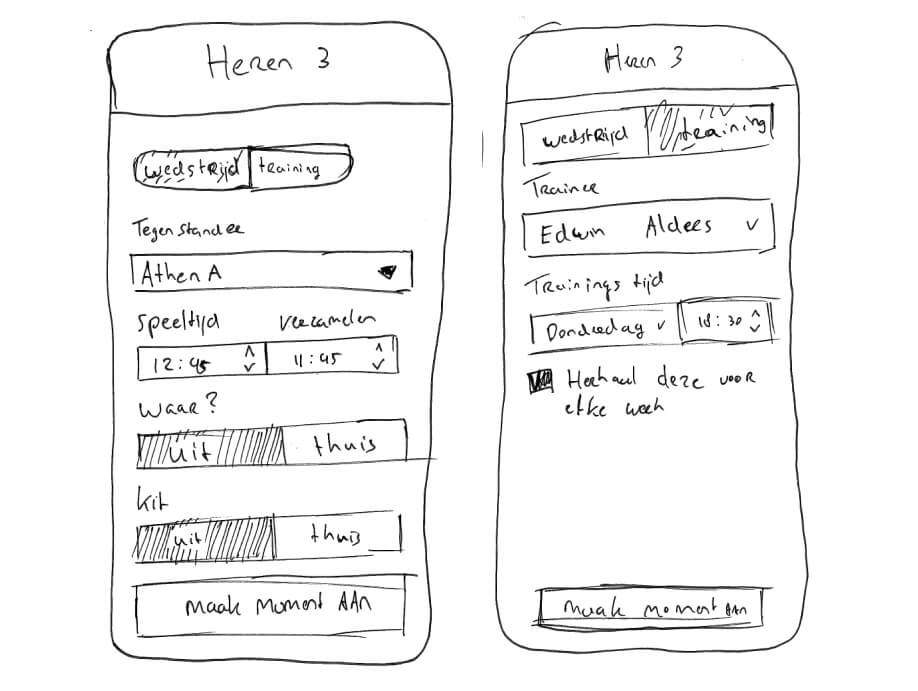 Heren 3
wedstrijd training
Tegenstander
Athen A
Speeltijd verzamelen
12:45 11:45
waar?
uit thuis
Kit
uit thuis
Maak moment AAn
Heren 3
wedstrijd training
Trainer
Edwin Alders
Trainings tijd
Donderdag 18:30
Herhaal deze voor
elke week
Maak moment AAn